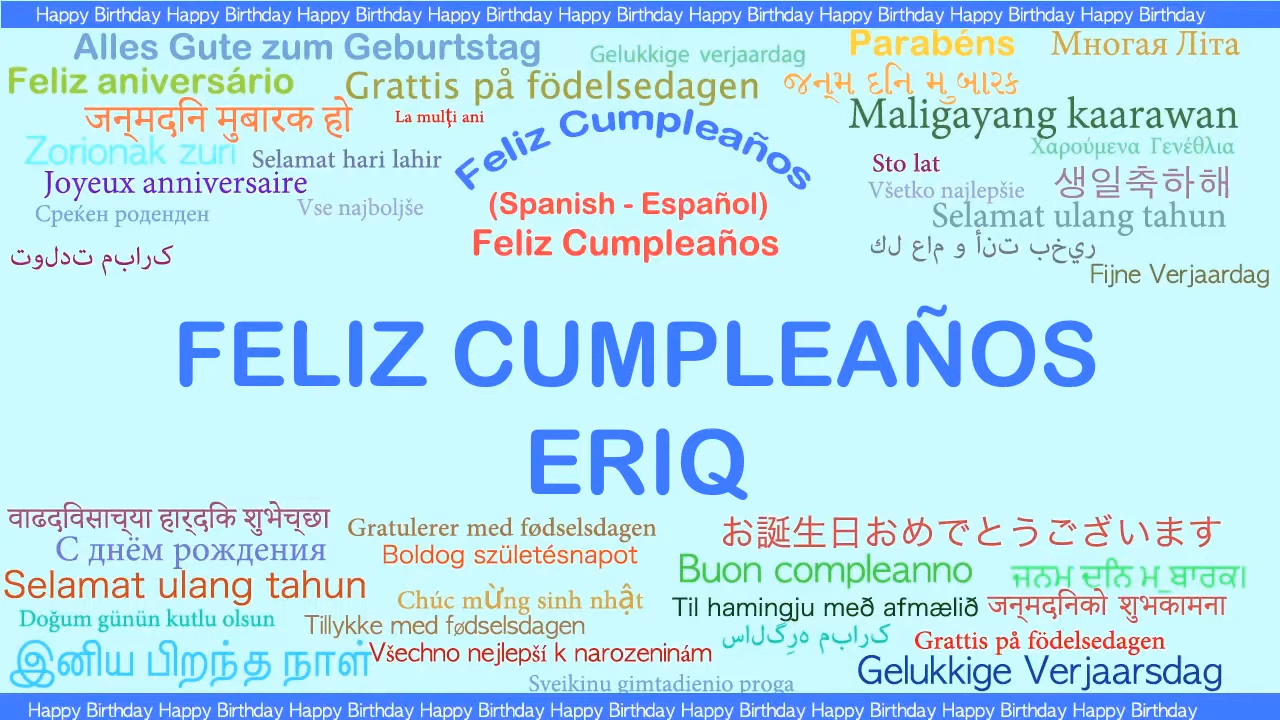 Happy Birthday Happy Birthday Happy Birthday Happy Birthday Happy Birthday Happy Birthday Happy Birthday Happy Birthday Happy Birthday
Alles Gute zum Geburtstag
Gelukkige verjaardag
Parabéns
Многая Літа
Feliz aniversário
Grattis på födelsedagen
જન્મ દનિ મુબારક
जन्मदनि मुबारक हो
La mulţi ani
Feliz Cumpleaños
Maligayang kaarawan
Zorionak zuri
Selamat hari lahir
Χαρούμενα Γενέθλια
Sto lat
Joyeux anniversaire
(Spanish - Español)
Všetko najlepšie
생일축하해
Среќен роденден
Vse najboljše
Selamat ulang tahun
Feliz Cumpleaños
تولدت مبارک
كل عام و أنت بخير
Fijne Verjaardag
FELIZ CUMPLEAÑOS
ERIQ
वाढदविसाच्या हार्दकि शुभेच्छा
Gratulerer med fødselsdagen
お誕生日おめでとうございます
С днём рождения
Boldog születésnapot
Buon compleanno
ਜਨਮ ਦਨਿ ਮੁਬਾਰਕ।
Selamat ulang tahun
Chúc mừng sinh nhật
Til hamingju með afmælið
जन्मदनिको शुभकामना
Doğum günün kutlu olsun
Tillykke med fødselsdagen
سالگرہ مبارک
Grattis på födelsedagen
இனிய பிறந்த நாள்
Všechno nejlepší k narozeninám
Gelukkige Verjaarsdag
Sveikinu gimtadienio proga
Happy Birthday Happy Birthday Happy Birthday Happy Birthday Happy Birthday Happy Birthday Happy Birthday Happy Birthday Happy Birthday